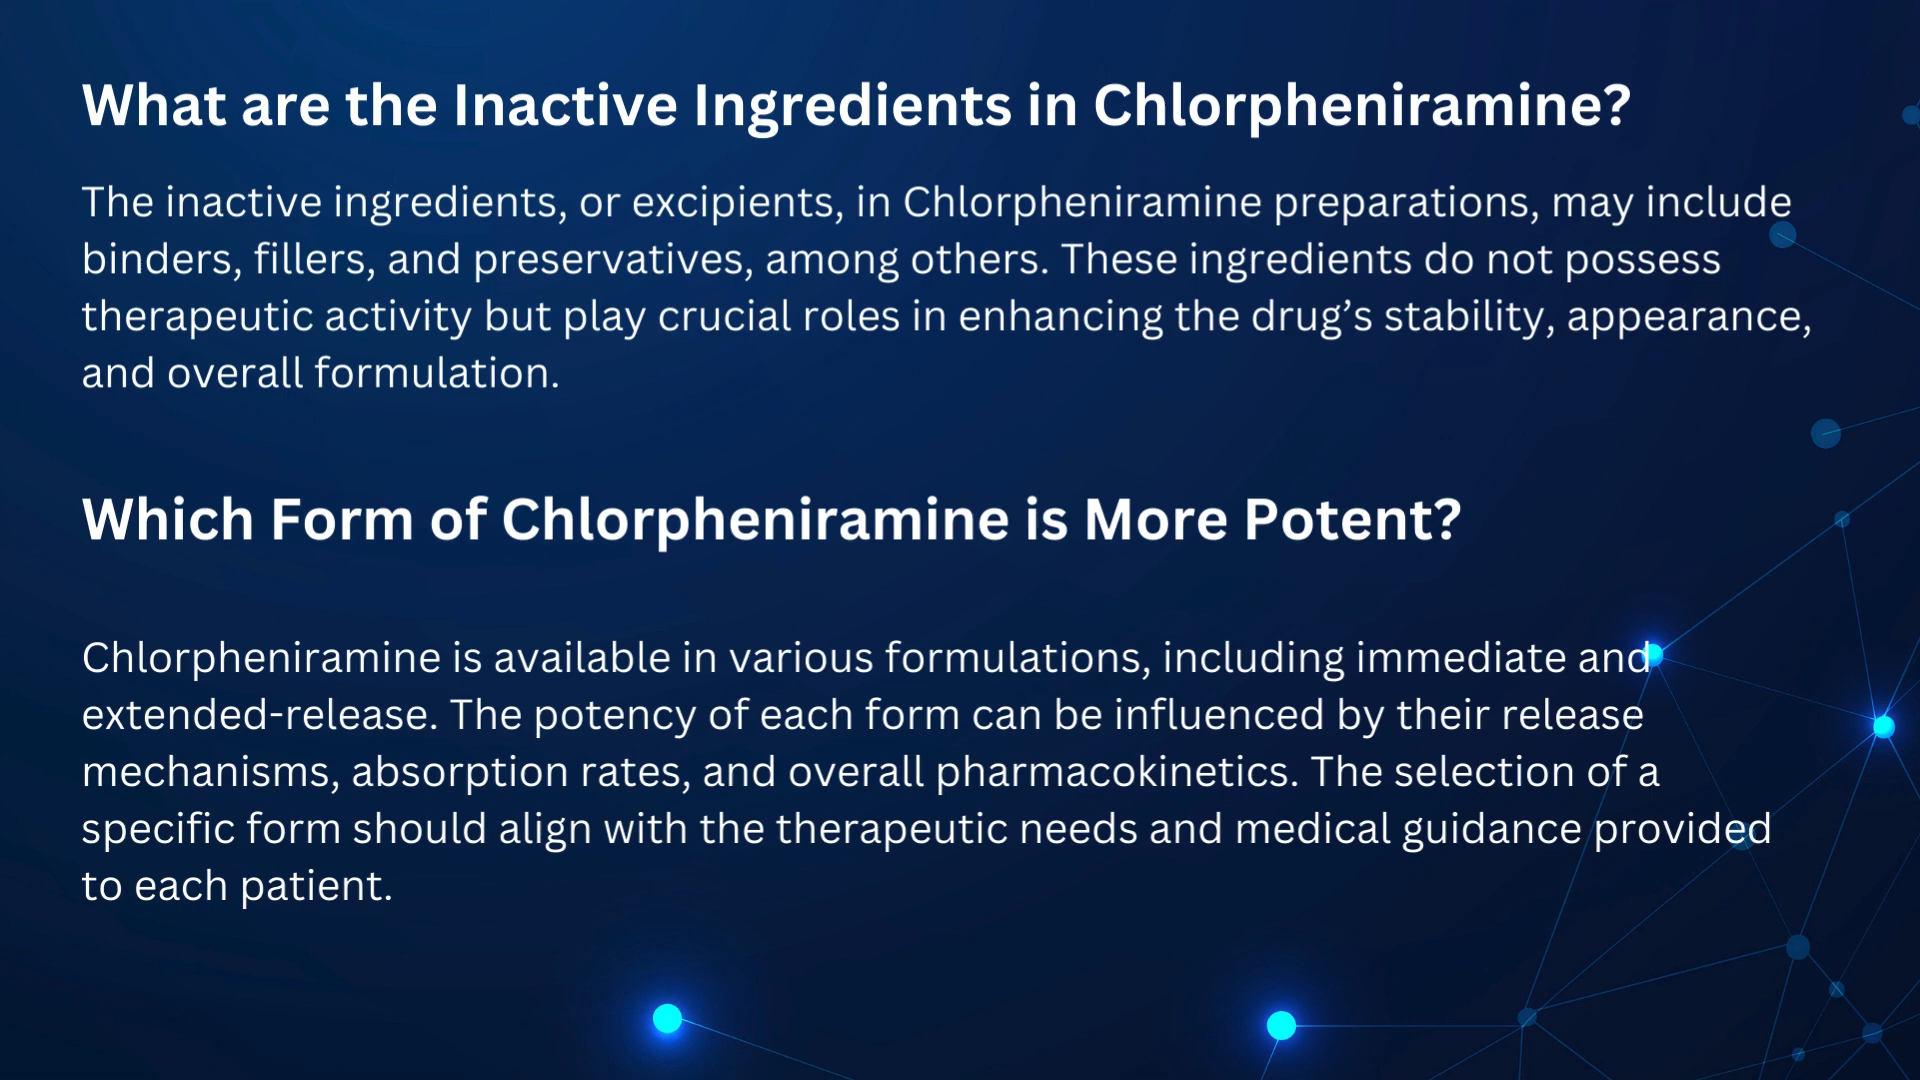 What are the Inactive Ingredients in Chlorpheniramine?
The inactive ingredients, or excipients, in Chlorpheniramine preparations, may include
binders, fillers, and preservatives, among others. These ingredients do not possess
therapeutic activity but play crucial roles in enhancing the drug’s stability, appearance,
and overall formulation.
Which Form of Chlorpheniramine is More Potent?
Chlorpheniramine is available in various formulations, including immediate and
extended-release. The potency of each form can be influenced by their release
mechanisms, absorption rates, and overall pharmacokinetics. The selection of a
specific form should align with the therapeutic needs and medical guidance provided
to each patient.